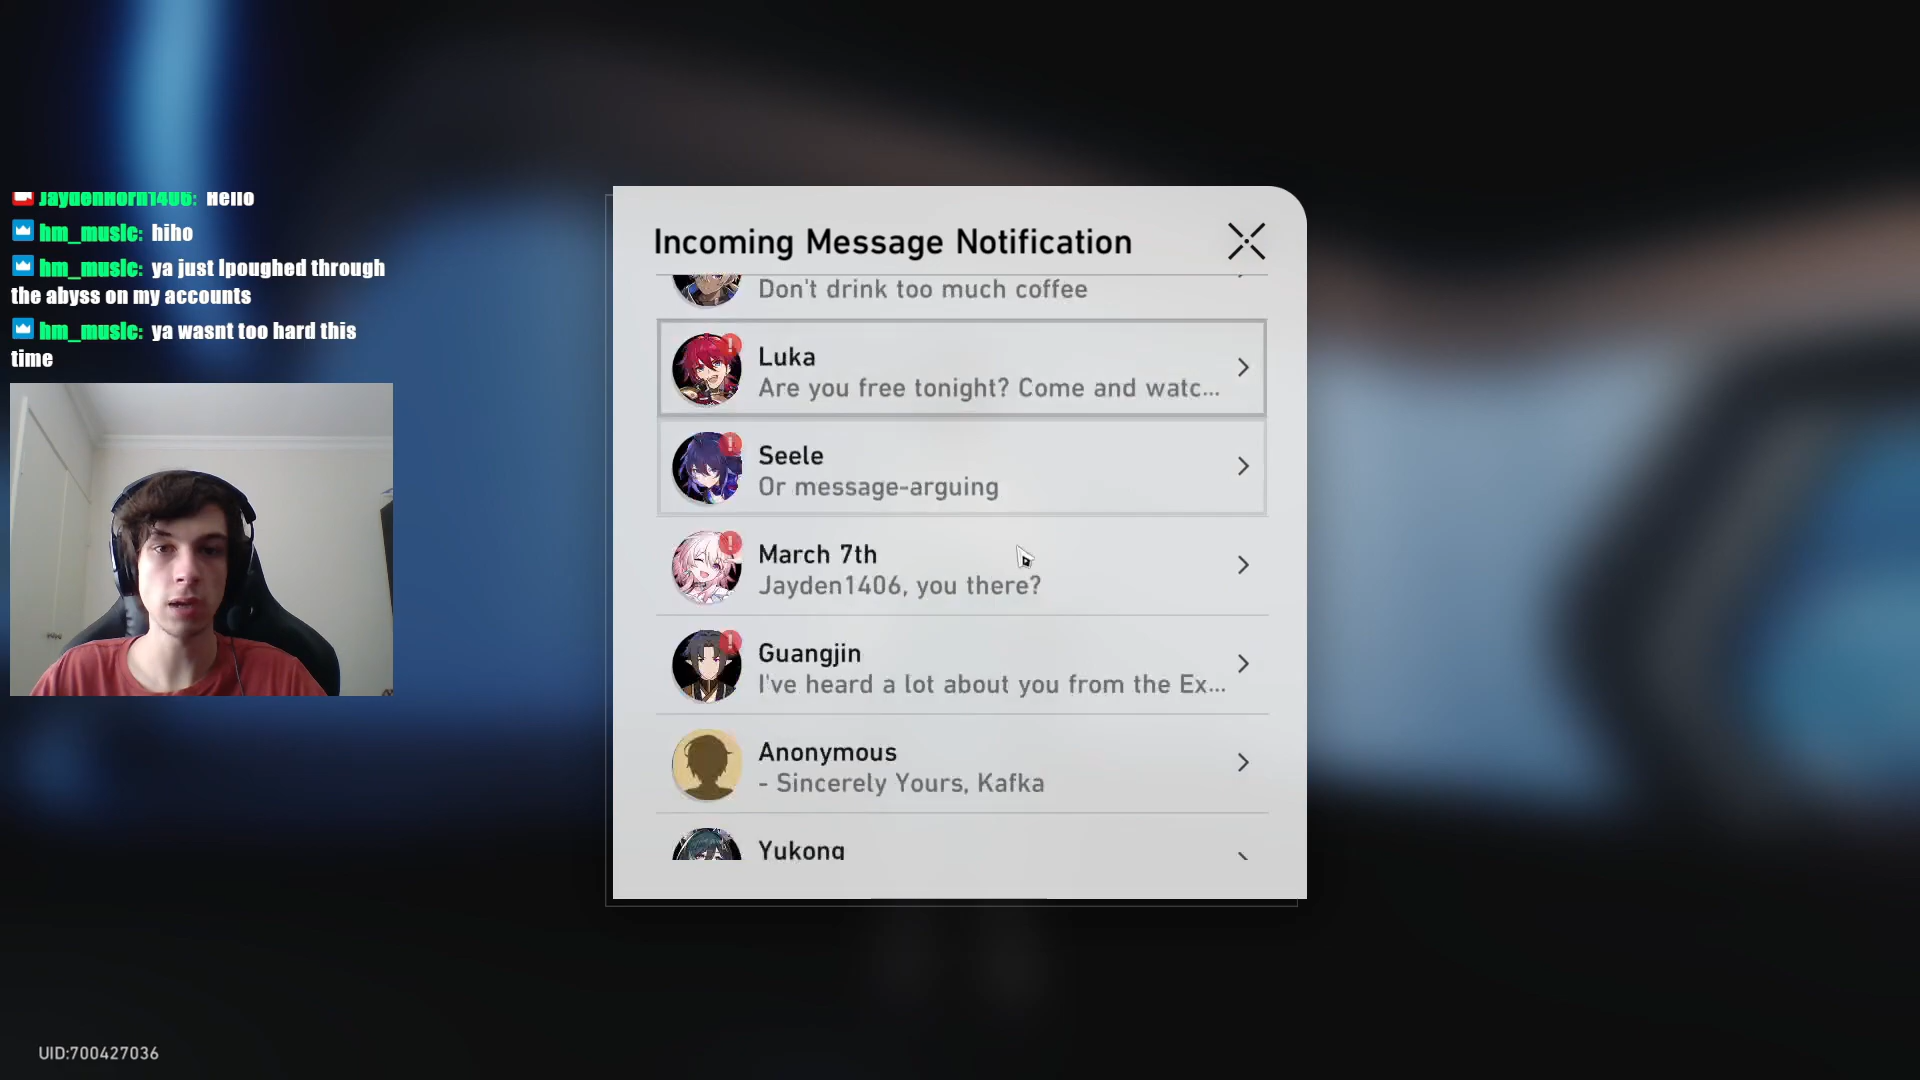 JaydenHorn1406: Hello
hm_music: hiho
hm_music: ya just lpoughed through
the abyss on my accounts
hm_music: ya wasnt too hard this
time
Incoming Message Notification
Don't drink too much coffee
Luka
Are you free tonight? Come and watc...
Seele
Or message-arguing
March 7th
Jayden1406, you there?
Guangjin
I've heard a lot about you from the Ex...
Anonymous
- Sincerely Yours, Kafka
Yukong
UID:700427036